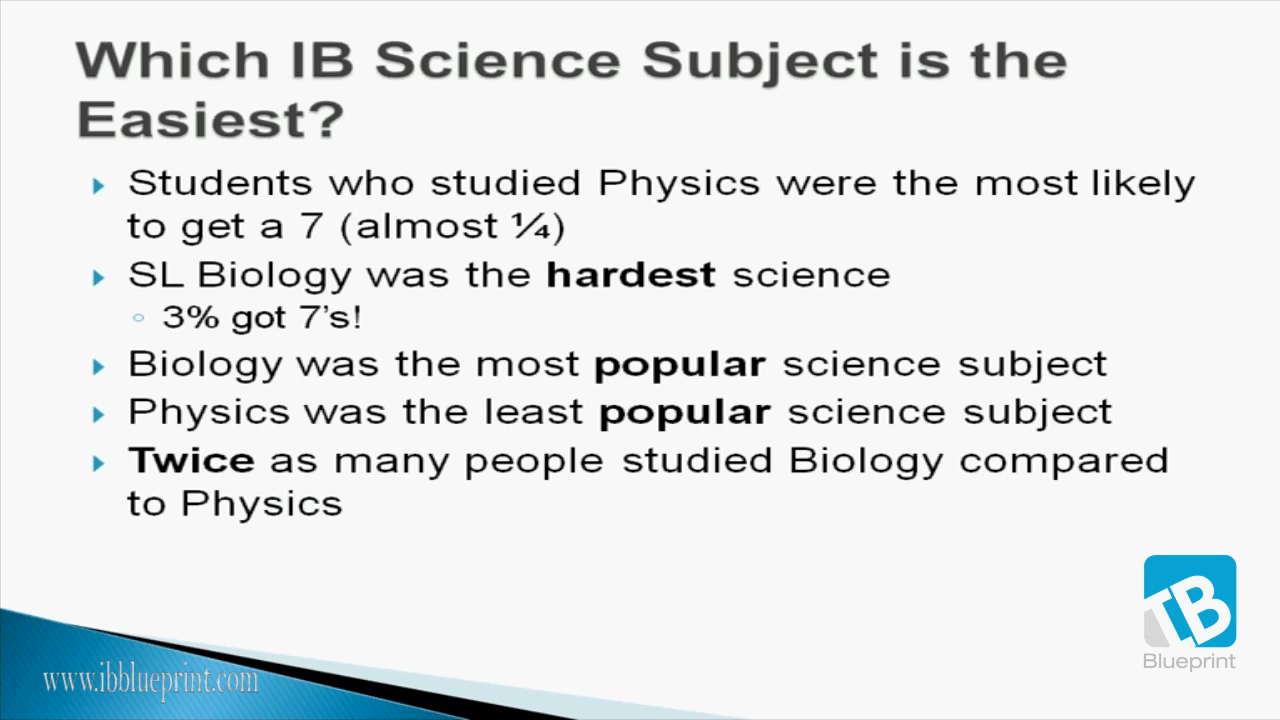 Which IB Science Subject is the
Easiest?
Students who studied Physics were the most likely
to get a 7 (almost ¼)
SL Biology was the hardest science
3% got 7's!
Biology was the most popular science subject
Physics was the least popular science subject
Twice as many people studied Biology compared
to Physics
IB
Blueprint
www.ibblueprint.com